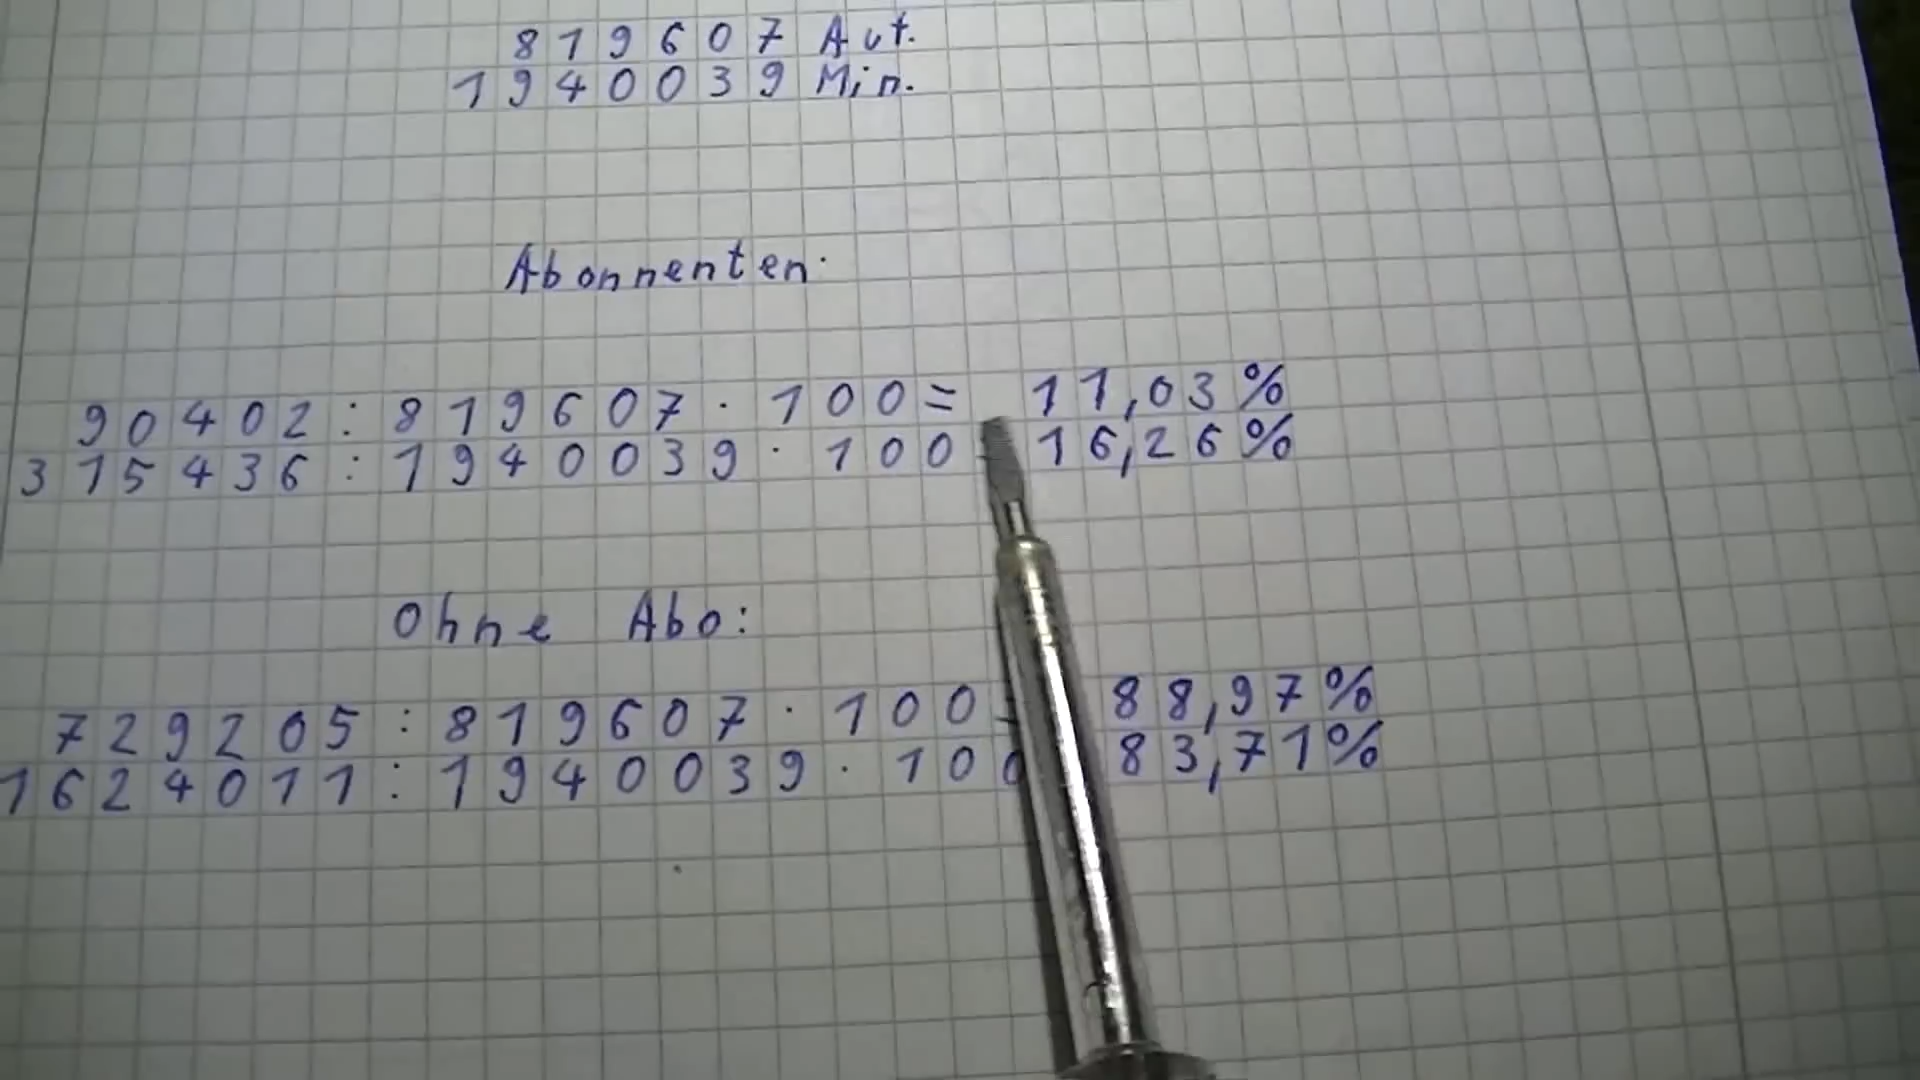 819607 Auf.
1940039 Min.
Abonnenten:
90402 : 819607 · 100 = 11,03%
315436 : 1940039 · 100 16,26%
Ohne Abo:
729205 : 819607 · 100 = 88,97%
1624011 : 1940039 · 100 83,71%